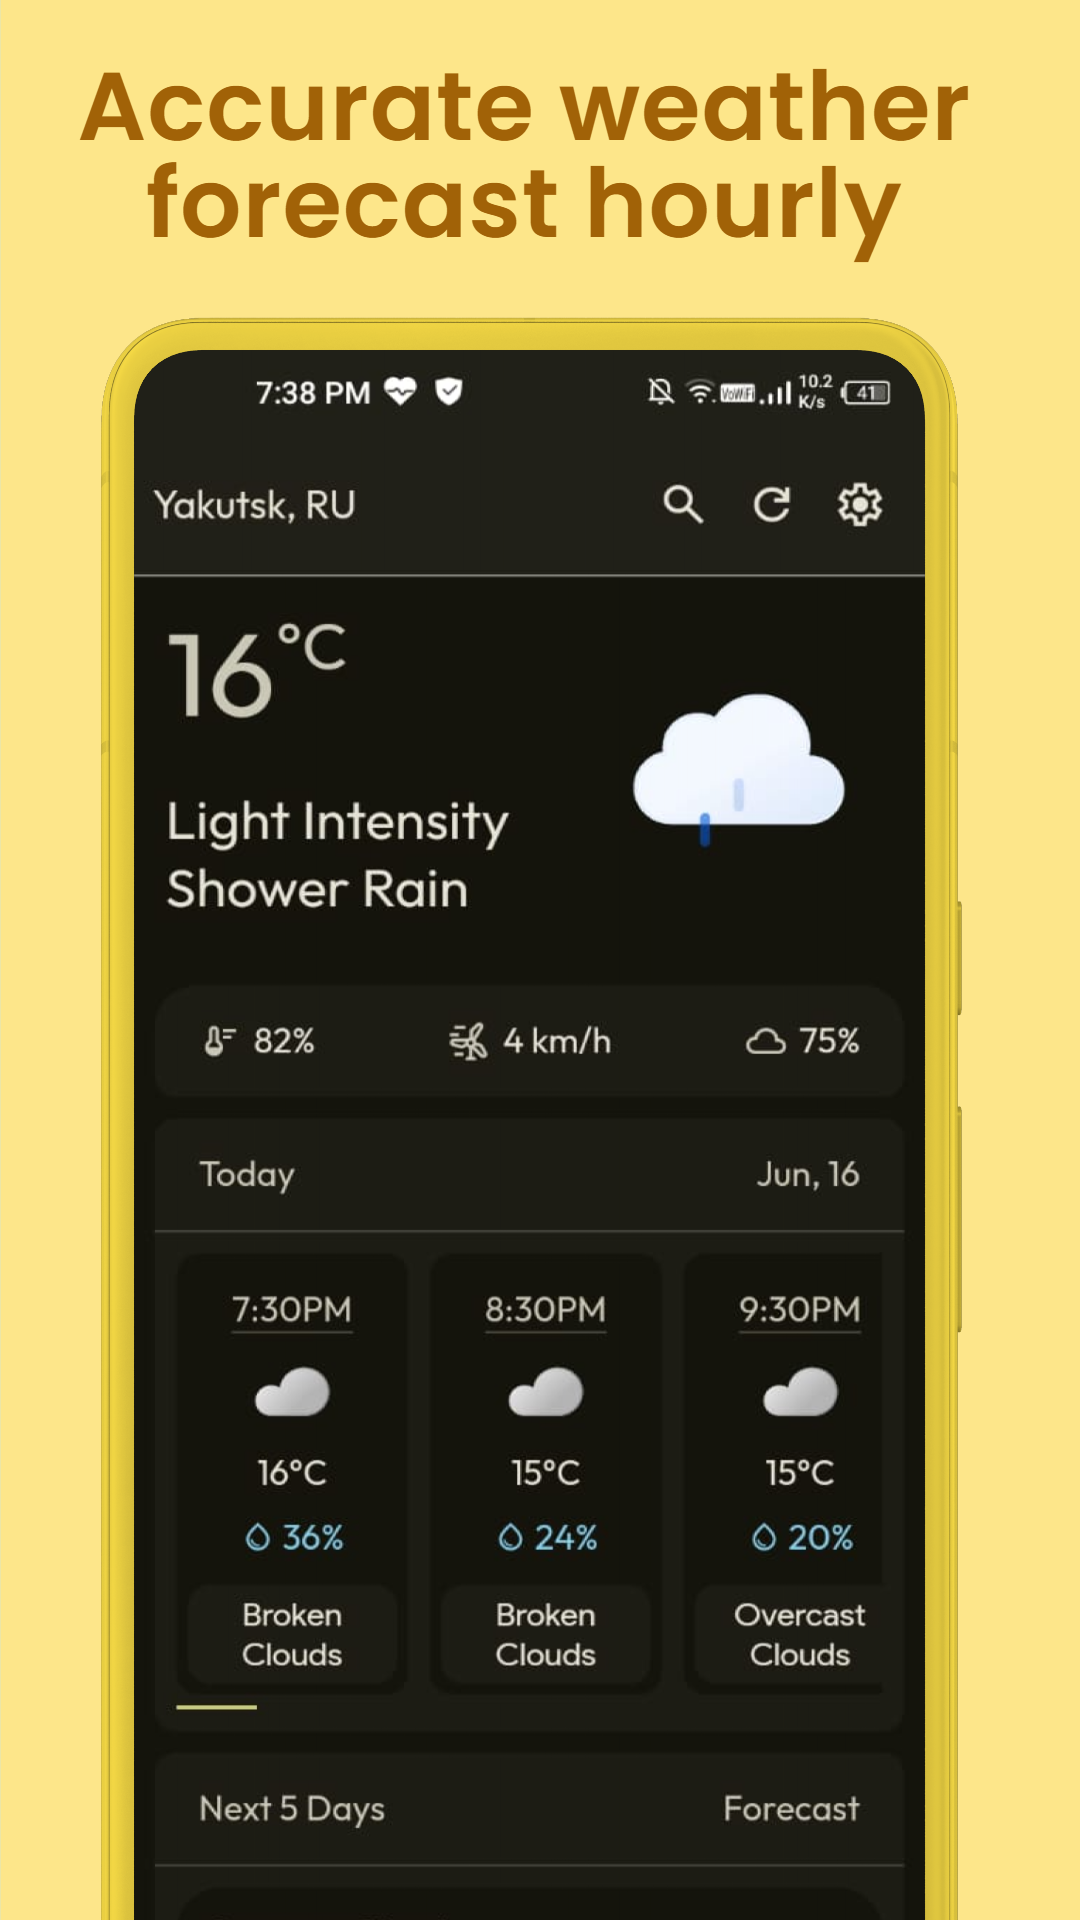 Accurate weather
forecast hourly
7:38 PM
VoWiFi
10.2
K/s
41
Yakutsk, RU
16°C
Light Intensity
Shower Rain
82%
4 km/h
75%
Today
Jun, 16
7:30PM
8:30PM
9:30PM
16°C
15°C
15°C
36%
24%
20%
Broken
Clouds
Broken
Clouds
Overcast
Clouds
Next 5 Days
Forecast